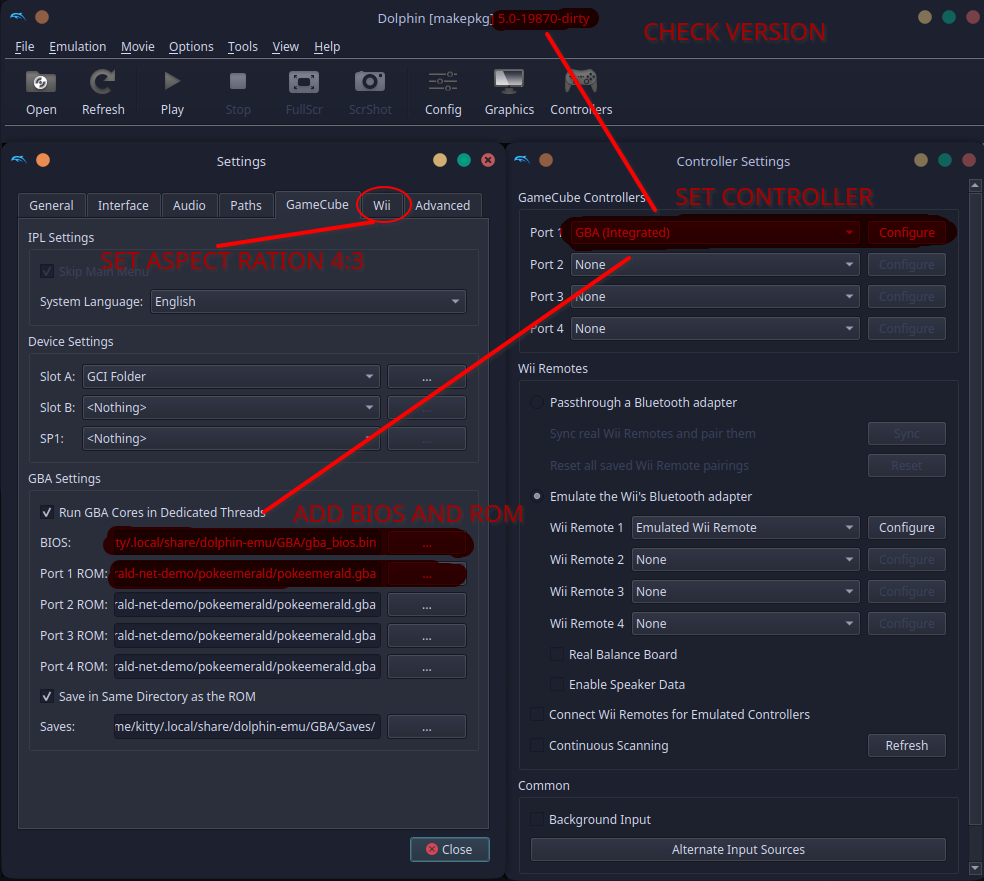 Dolphin [makepkg] 5.0-19870-dirty
CHECK VERSION
File Emulation Movie Options Tools View Help
Open Refresh Play Stop FullScr ScrShot Config Graphics Controllers
Settings
General Interface Audio Paths GameCube Wii Advanced
IPL Settings
SET ASPECT RATION 4:3
Skip Main Menu
System Language: English
Device Settings
Slot A: GCI Folder ...
Slot B: <Nothing> ...
SP1: <Nothing> ...
GBA Settings
Run GBA Cores in Dedicated Threads
ADD BIOS AND ROM
BIOS: ty/.local/share/dolphin-emu/GBA/gba_bios.bin ...
Port 1 ROM: rald-net-demo/pokeemerald/pokeemerald.gba ...
Port 2 ROM: rald-net-demo/pokeemerald/pokeemerald.gba ...
Port 3 ROM: rald-net-demo/pokeemerald/pokeemerald.gba ...
Port 4 ROM: rald-net-demo/pokeemerald/pokeemerald.gba ...
Save in Same Directory as the ROM
Saves: me/kitty/.local/share/dolphin-emu/GBA/Saves/ ...
Close
Controller Settings
GameCube Controllers
SET CONTROLLER
Port 1 GBA (Integrated) Configure
Port 2 None Configure
Port 3 None Configure
Port 4 None Configure
Wii Remotes
Passthrough a Bluetooth adapter
Sync real Wii Remotes and pair them Sync
Reset all saved Wii Remote pairings Reset
Emulate the Wii's Bluetooth adapter
Wii Remote 1 Emulated Wii Remote Configure
Wii Remote 2 None Configure
Wii Remote 3 None Configure
Wii Remote 4 None Configure
Real Balance Board
Enable Speaker Data
Connect Wii Remotes for Emulated Controllers
Continuous Scanning Refresh
Common
Background Input
Alternate Input Sources